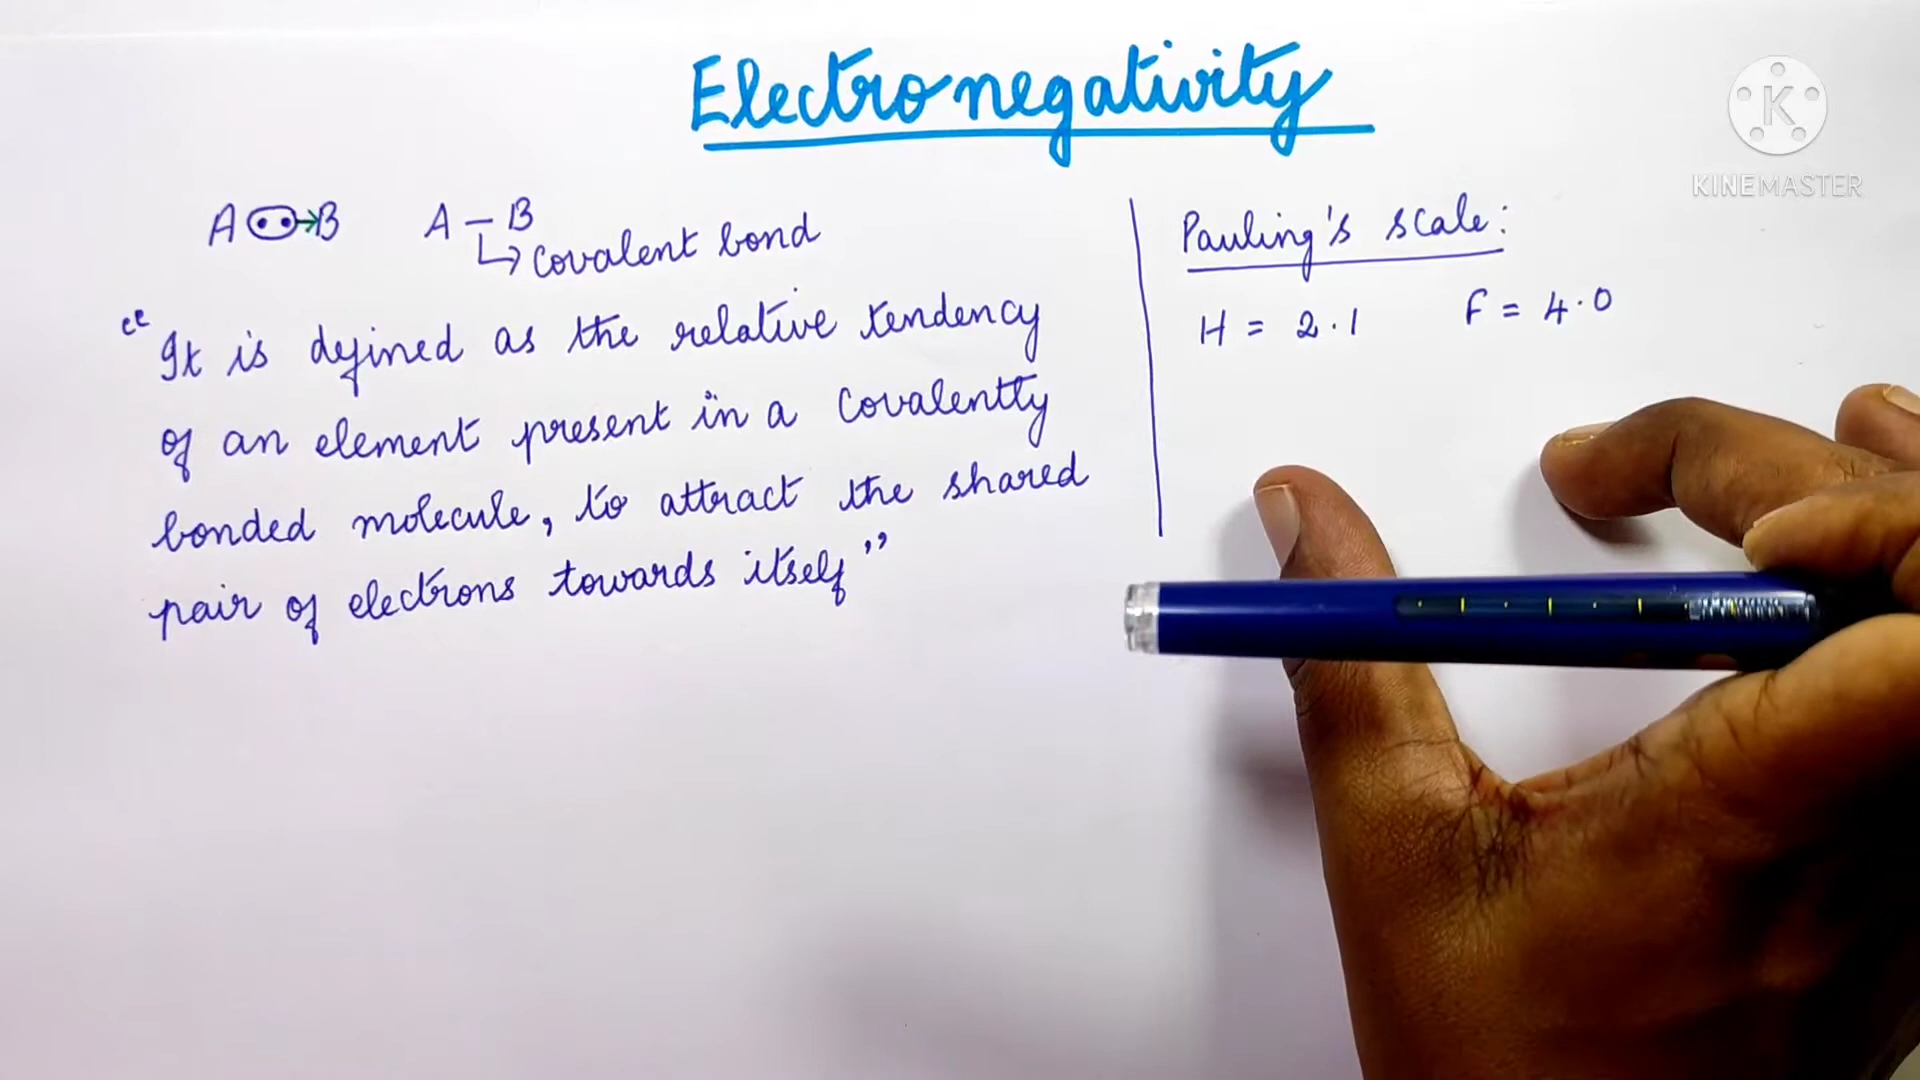 Electronegativity
A •• → B A – B
↳ Covalent bond
“It is defined as the relative tendency
of an element present in a covalently
bonded molecule, to attract the shared
pair of electrons towards itself”
Pauling's scale:
H = 2.1 F = 4.0
K
KINEMASTER